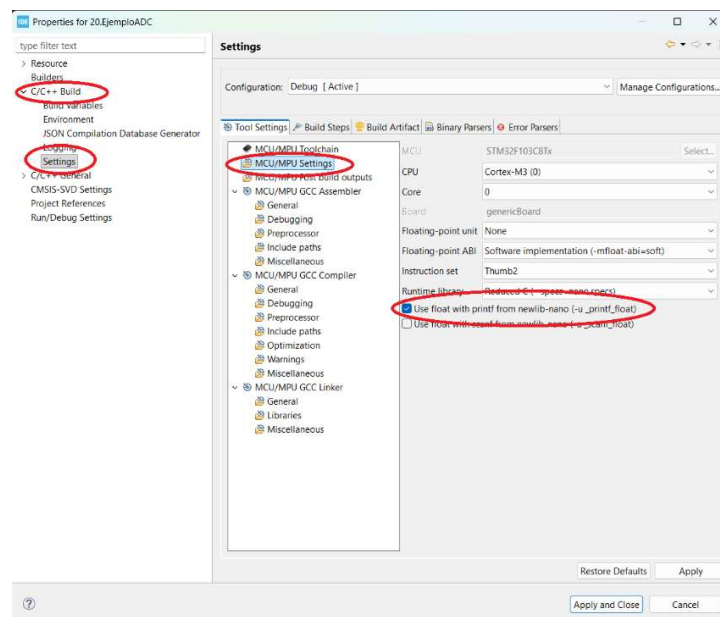 IDE Properties for 20.EjemploADC
type filter text
Resource
Builders
C/C++ Build
Build Variables
Environment
JSON Compilation Database Generator
Logging
Settings
C/C++ General
CMSIS-SVD Settings
Project References
Run/Debug Settings
Settings
Configuration: Debug [ Active ] Manage Configurations...
Tool Settings Build Steps Build Artifact Binary Parsers Error Parsers
MCU/MPU Toolchain
MCU/MPU Settings
MCU/MPU Post build outputs
MCU/MPU GCC Assembler
General
Debugging
Preprocessor
Include paths
Miscellaneous
MCU/MPU GCC Compiler
General
Debugging
Preprocessor
Include paths
Optimization
Warnings
Miscellaneous
MCU/MPU GCC Linker
General
Libraries
Miscellaneous
MCU STM32F103C8Tx Select...
CPU Cortex-M3 (0)
Core 0
Board genericBoard
Floating-point unit None
Floating-point ABI Software implementation (-mfloat-abi=soft)
Instruction set Thumb2
Runtime library Reduced C (--specs=nano.specs)
Use float with printf from newlib-nano (-u _printf_float)
Use float with scanf from newlib-nano (-u _scanf_float)
Restore Defaults Apply
? Apply and Close Cancel